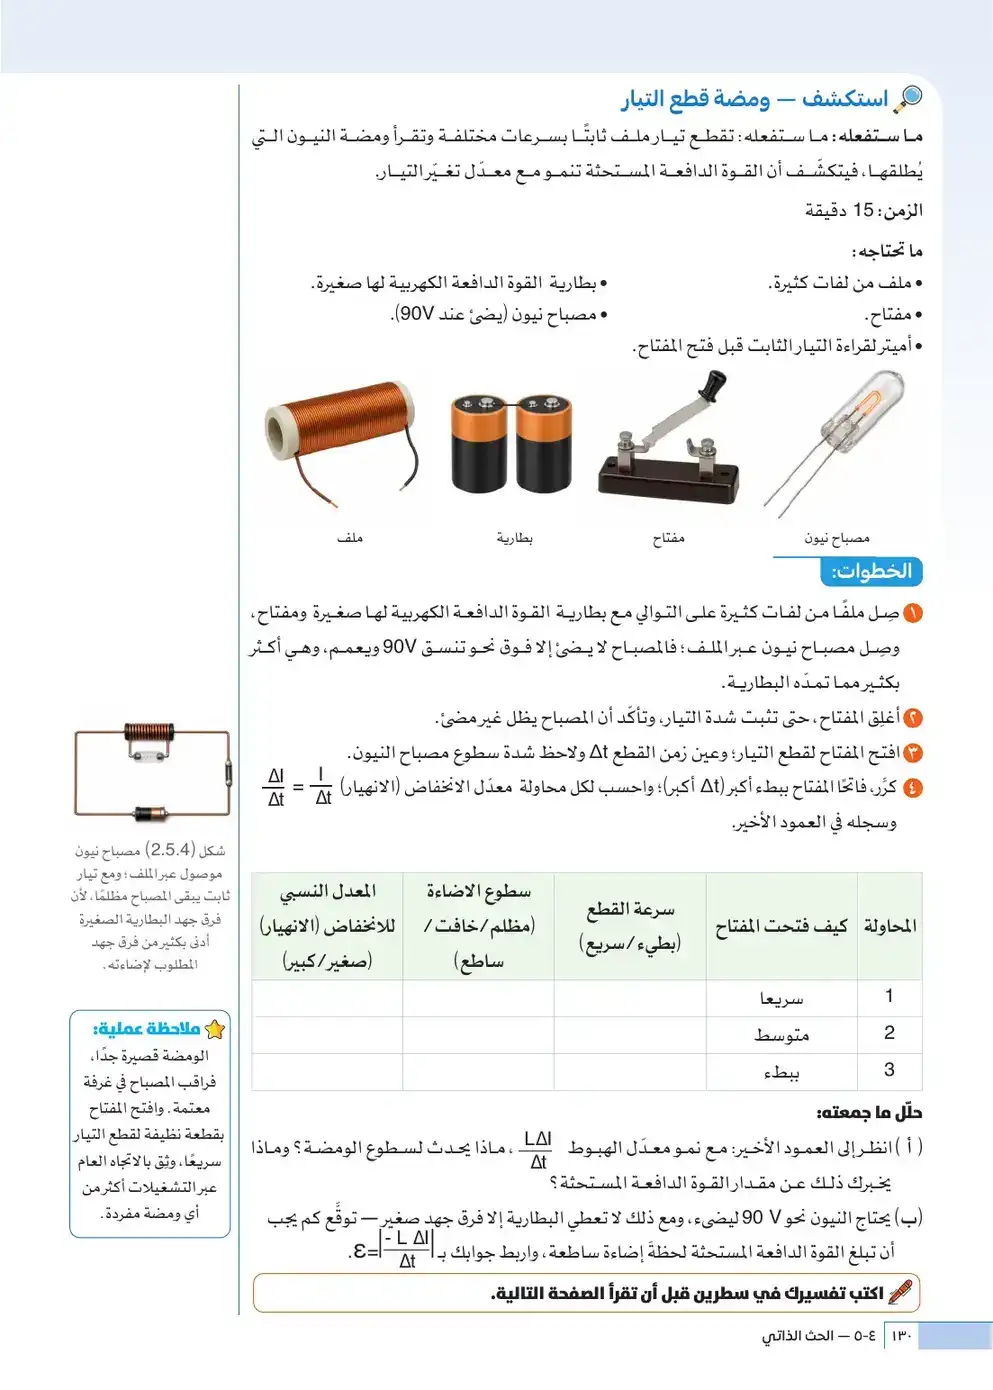 استكشف — ومضة قطع التيار
ما ستفعله: ما ستفعله: تقطع تيار ملف ثابتًا بسرعات مختلفة وتقرأ ومضة النيون التي
يُطلقها، فيتكشّف أن القوة الدافعة المستحثة تنمو مع معدّل تغيّر التيار.
الزمن: 15 دقيقة
ما تحتاجه:
• ملف من لفات كثيرة.
• بطارية القوة الدافعة الكهربية لها صغيرة.
• مفتاح.
• مصباح نيون (يضئ عند 90V).
• أميتر لقراءة التيار الثابت قبل فتح المفتاح.
مصباح نيون
مفتاح
بطارية
ملف
الخطوات:
١ صِل ملفًا من لفات كثيرة على التوالي مع بطارية القوة الدافعة الكهربية لها صغيرة ومفتاح،
وصِل مصباح نيون عبر الملف؛ فالمصباح لا يضئ إلا فوق نحو تنسق 90V ويعمم، وهي أكثر
بكثير مما تمدّه البطارية.
٢ أغلِق المفتاح، حتى تثبت شدة التيار، وتأكّد أن المصباح يظل غير مضئ.
٣ افتح المفتاح لقطع التيار؛ وعين زمن القطع Δt ولاحظ شدة سطوع مصباح النيون.
٤ كرِّر، فاتحًا المفتاح ببطء أكبر (Δt أكبر)؛ واحسب لكل محاولة معدّل الانخفاض (الانهيار) I/Δt = ΔI/Δt
وسجله في العمود الأخير.
المحاولة
كيف فتحت المفتاح
سرعة القطع
(بطيء/سريع)
سطوع الاضاءة
(مظلم/خافت/
ساطع)
المعدل النسبي
للانخفاض (الانهيار)
(صغير/كبير)
1 سريعا
2 متوسط
3 ببطء
حلّل ما جمعته:
(أ) انظر إلى العمود الأخير: مع نمو معدّل الهبوط LΔI/Δt، ماذا يحدث لسطوع الومضة؟ وماذا
يخبرك ذلك عن مقدار القوة الدافعة المستحثة؟
(ب) يحتاج النيون نحو 90 V ليضيء، ومع ذلك لا تعطي البطارية إلا فرق جهد صغير — توقَّع كم يجب
أن تبلغ القوة الدافعة المستحثة لحظةَ إضاءة ساطعة، واربط جوابك بـ ε=|- L ΔI/Δt|.
اكتب تفسيرك في سطرين قبل أن تقرأ الصفحة التالية.
شكل (2.5.4) مصباح نيون
موصول عبر الملف؛ ومع تيار
ثابت يبقى المصباح مظلمًا، لأن
فرق جهد البطارية الصغيرة
أدنى بكثير من فرق جهد
المطلوب لإضاءته.
ملاحظة عملية:
الومضة قصيرة جدًا،
فراقب المصباح في غرفة
معتمة. وافتح المفتاح
بقطعة نظيفة لقطع التيار
سريعًا، وثِق بالاتجاه العام
عبر التشغيلات أكثر من
أي ومضة مفردة.
١٣٠
٤-٥ — الحث الذاتي